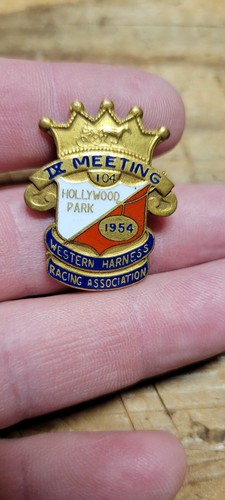 IX MEETING
104
HOLLYWOOD
PARK
1954
WESTERN HARNESS
RACING ASSOCIATION